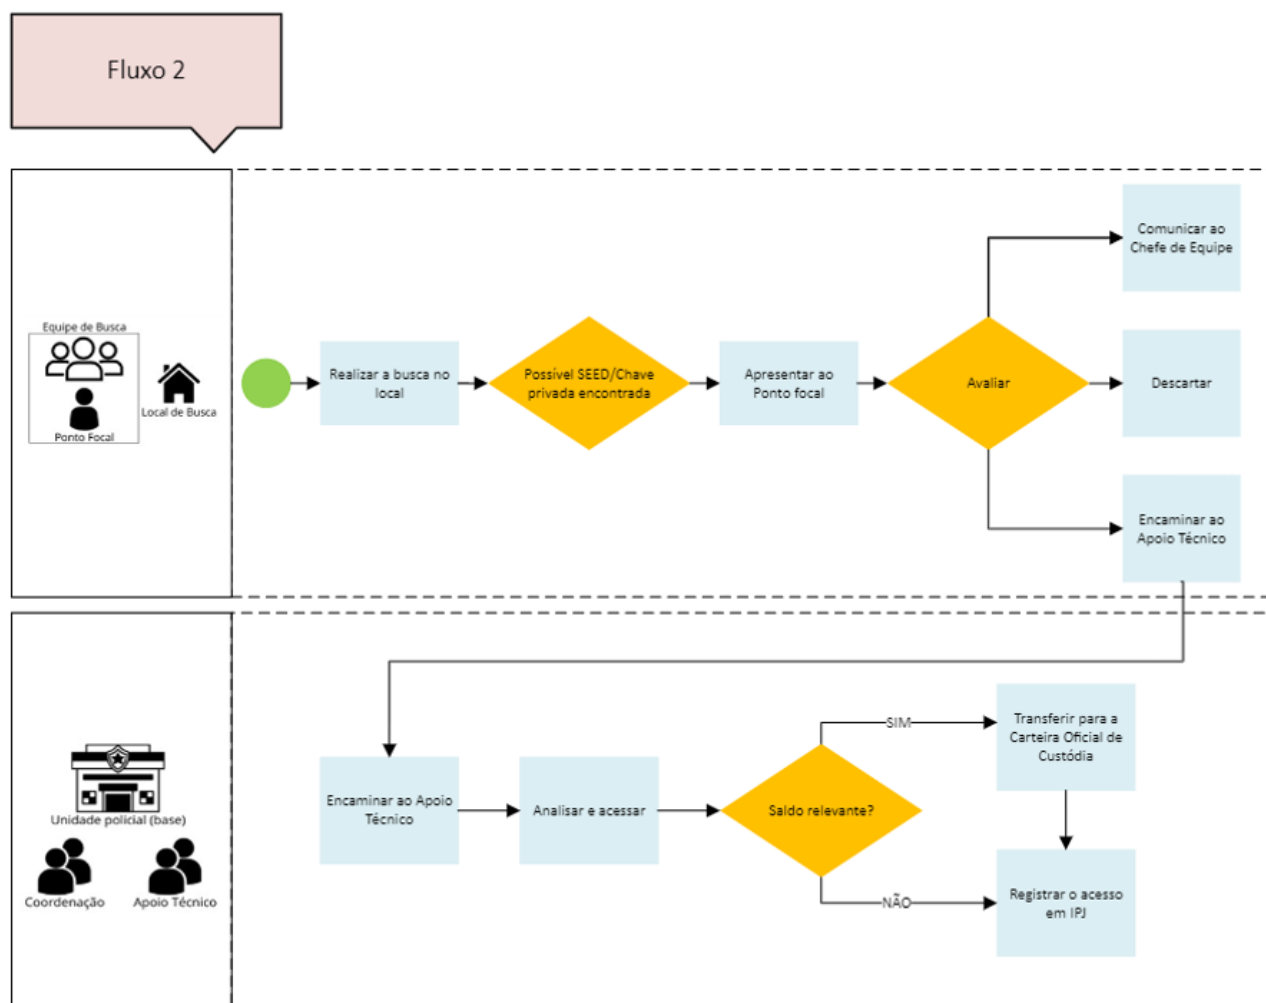 Fluxo 2
Equipe de Busca
Ponto Focal
Local de Busca
Realizar a busca no
local
Possível SEED/Chave
privada encontrada
Apresentar ao
Ponto focal
Avaliar
Comunicar ao
Chefe de Equipe
Descartar
Encaminar ao
Apoio Técnico
Unidade policial (base)
Coordenação
Apoio Técnico
Encaminar ao Apoio
Técnico
Analisar e acessar
Saldo relevante?
SIM
Transferir para a
Carteira Oficial de
Custódia
NÃO
Registrar o acesso
em IPJ